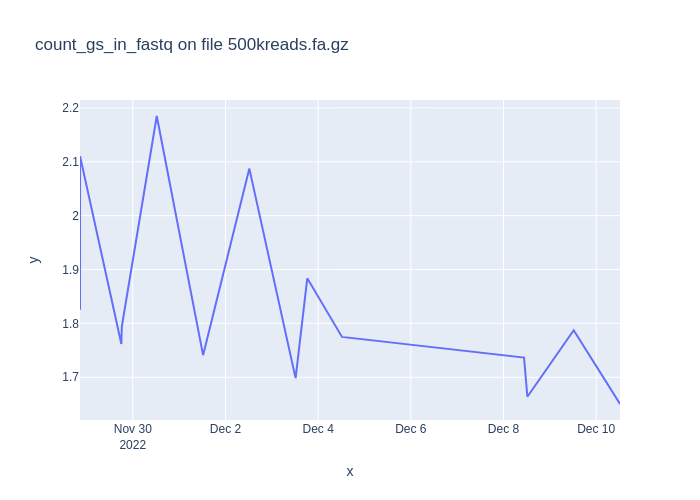 count_gs_in_fastq on file 500kreads.fa.gz
2.2
2.1
2
1.9
1.8
1.7
y
Nov 30
2022
Dec 2
Dec 4
Dec 6
Dec 8
Dec 10
x